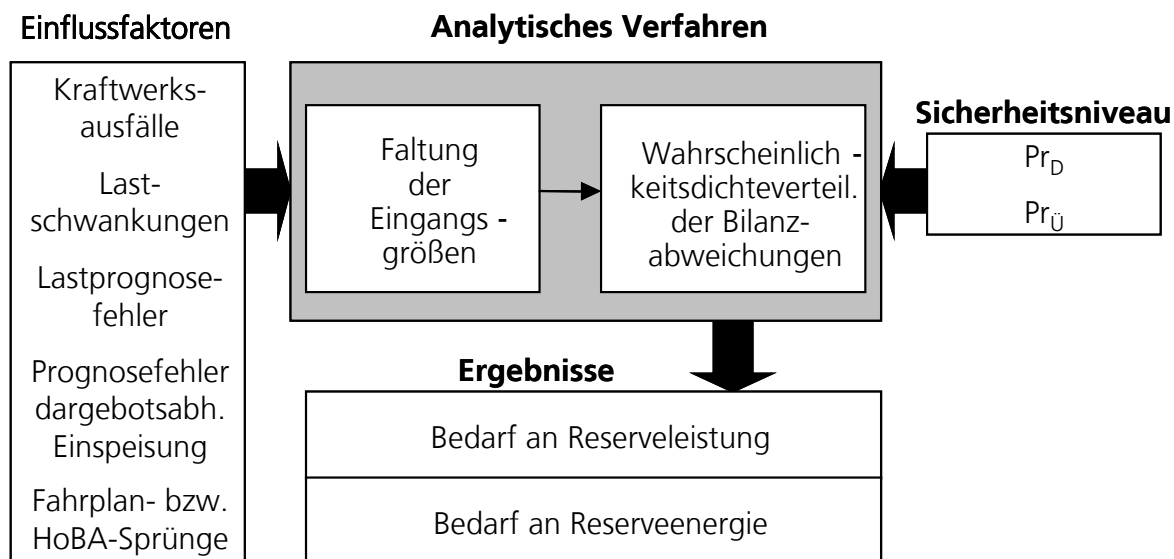 Einflussfaktoren
Kraftwerks-
ausfälle
Last-
schwankungen
Lastprognose-
fehler
Prognosefehler
dargebotsabh.
Einspeisung
Fahrplan- bzw.
HoBA-Sprünge
Analytisches Verfahren
Faltung
der
Eingangs -
größen
Wahrscheinlich -
keitsdichteverteil.
der Bilanz-
abweichungen
Sicherheitsniveau
Pr_D
Pr_Ü
Ergebnisse
Bedarf an Reserveleistung
Bedarf an Reserveenergie